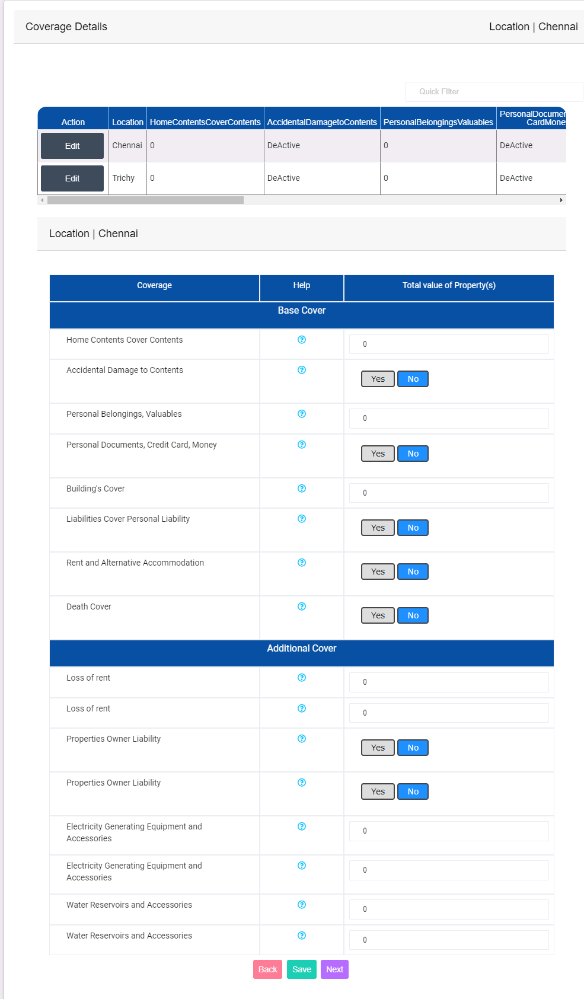 Coverage Details
Location | Chennai
Quick FIlter
Action
Location
HomeContentsCoverContents
AccidentalDamagetoContents
PersonalBelongingsValuables
PersonalDocumen
CardMone
Edit
Chennai
0
DeActive
0
DeActive
Edit
Trichy
0
DeActive
0
DeActive
Location | Chennai
Coverage
Help
Total value of Property(s)
Base Cover
Home Contents Cover Contents
0
Accidental Damage to Contents
Yes
No
Personal Belongings, Valuables
0
Personal Documents, Credit Card, Money
Yes
No
Building's Cover
0
Liabilities Cover Personal Liability
Yes
No
Rent and Alternative Accommodation
Yes
No
Death Cover
Yes
No
Additional Cover
Loss of rent
0
Loss of rent
0
Properties Owner Liability
Yes
No
Properties Owner Liability
Yes
No
Electricity Generating Equipment and
Accessories
0
Electricity Generating Equipment and
Accessories
0
Water Reservoirs and Accessories
0
Water Reservoirs and Accessories
0
Back
Save
Next